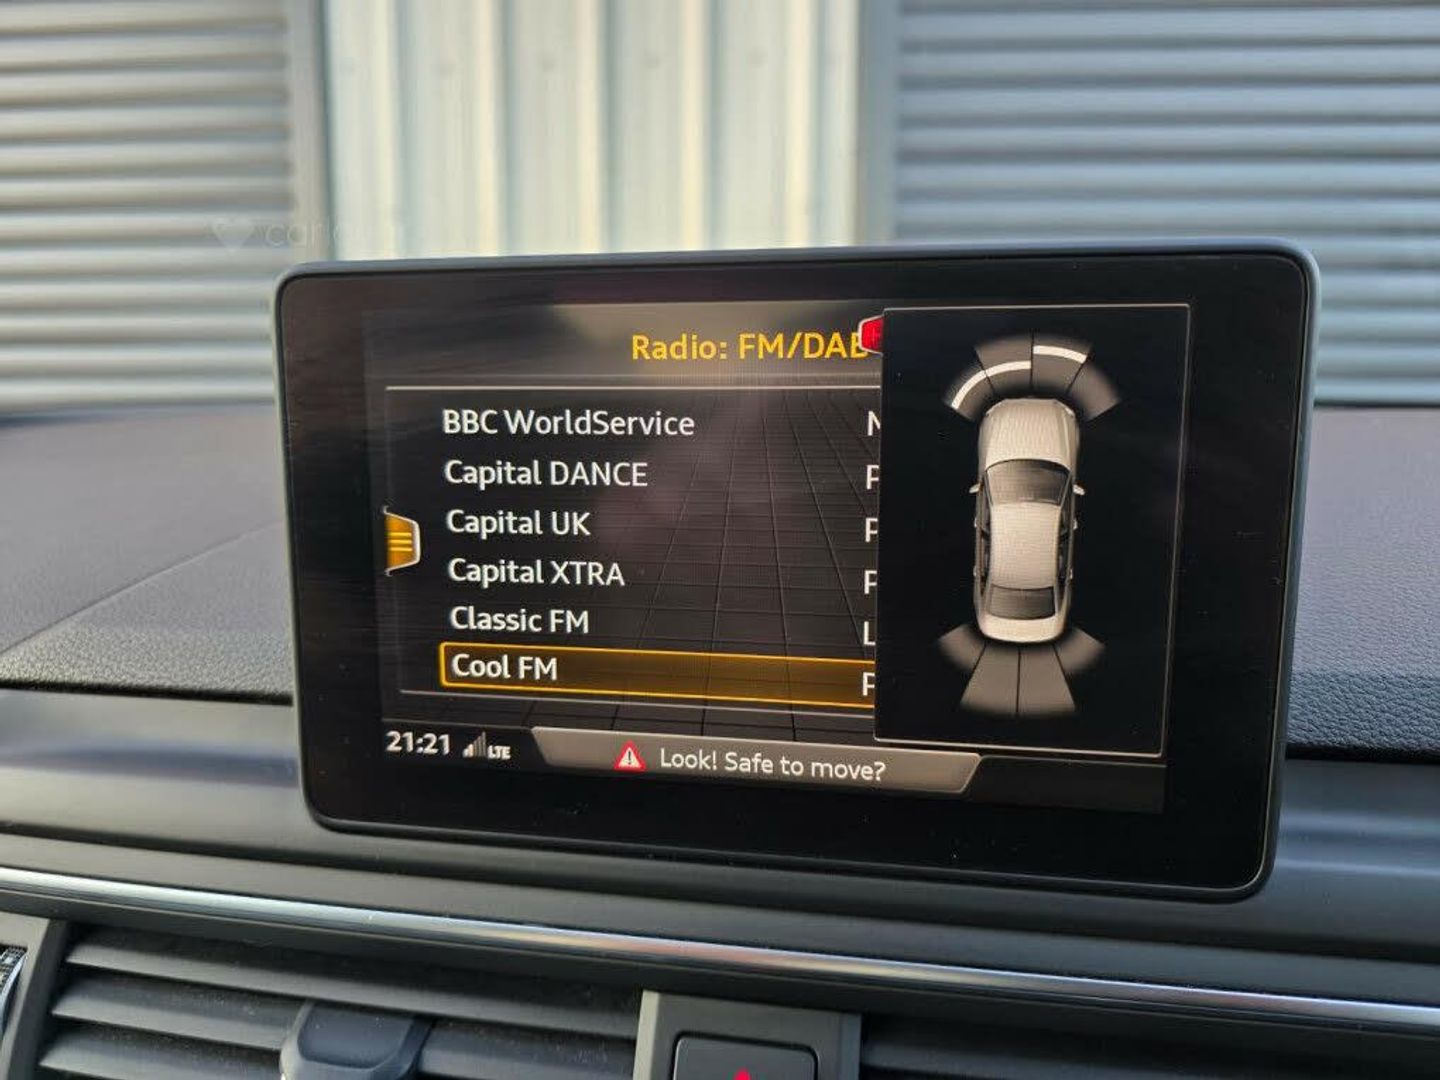 Radio: FM/DAB
BBC WorldService
Capital DANCE
Capital UK
Capital XTRA
Classic FM
Cool FM
21:21 LTE
Look! Safe to move?